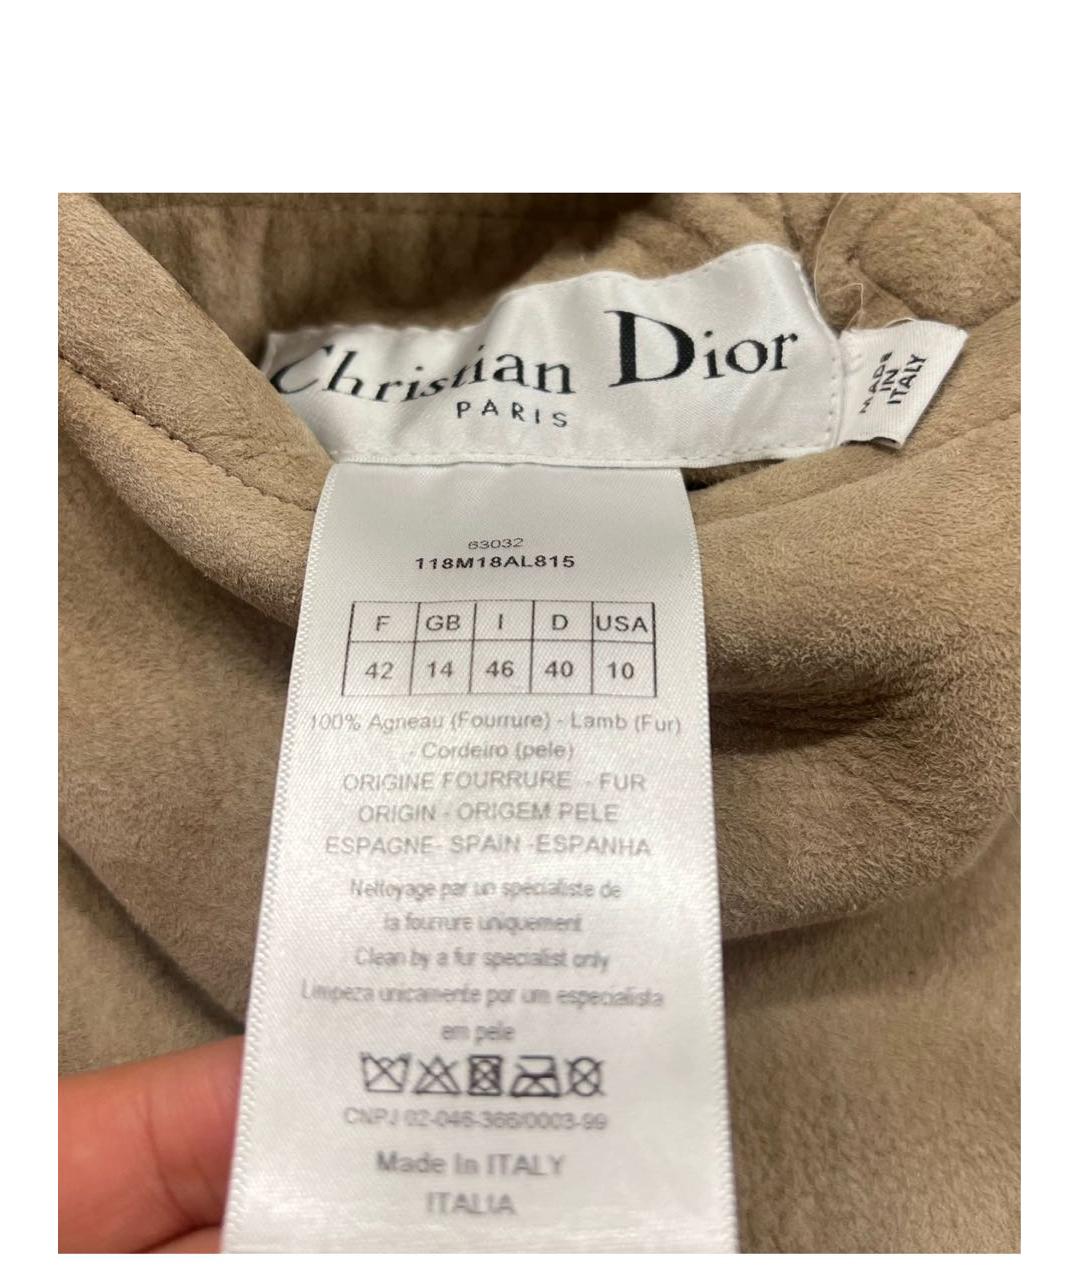 Christian Dior
PARIS
MADE
IN
ITALY
63032
118M18AL815
F GB I D USA
42 14 46 40 10
100% Agneau (Fourrure) - Lamb (Fur)
- Cordeiro (pele)
ORIGINE FOURRURE - FUR
ORIGIN - ORIGEM PELE
ESPAGNE- SPAIN -ESPANHA
Nettoyage par un spécialiste de
la fourrure uniquement
Clean by a fur specialist only
Limpeza unicamente por um especialista
em pele
CNPJ 02-046-366/0003-99
Made In ITALY
ITALIA